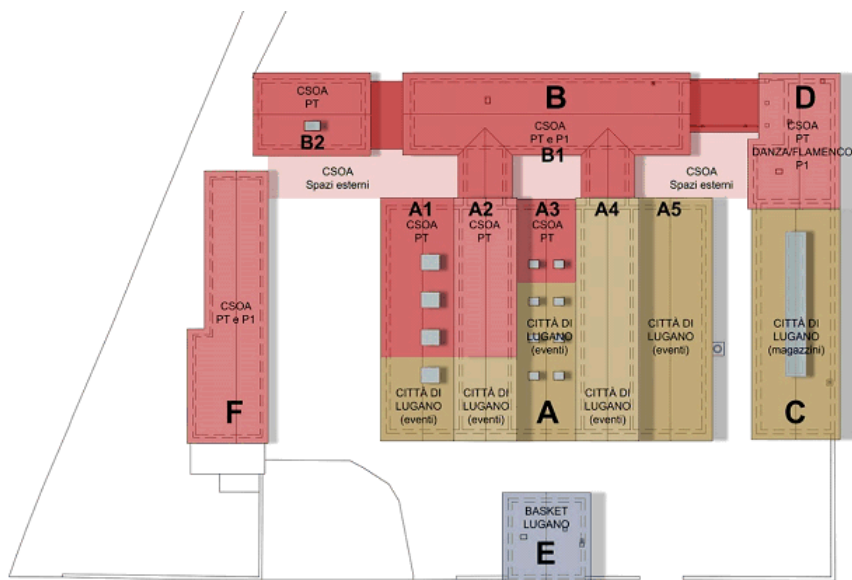 CSOA
PT
B2
B
CSOA
PT e P1
B1
D
CSOA
PT
DANZA/FLAMENCO
P1
CSOA
Spazi esterni
CSOA
Spazi esterni
A1
CSOA
PT
A2
CSOA
PT
A3
CSOA
PT
A4
A5
CSOA
PT e P1
F
CITTÀ DI
LUGANO
(eventi)
CITTÀ DI
LUGANO
(eventi)
CITTÀ DI
LUGANO
(magazzini)
CITTÀ DI
LUGANO
(eventi)
CITTÀ DI
LUGANO
(eventi)
A
CITTÀ DI
LUGANO
(eventi)
C
BASKET
LUGANO
E